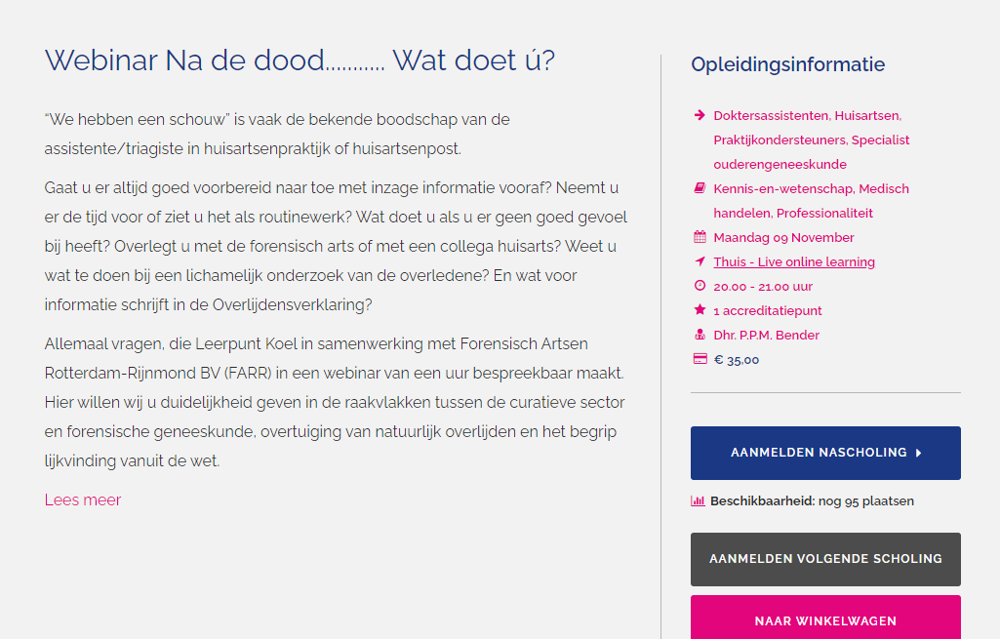 Webinar Na de dood........... Wat doet ú?
“We hebben een schouw” is vaak de bekende boodschap van de
assistente/triagiste in huisartsenpraktijk of huisartsenpost.
Gaat u er altijd goed voorbereid naar toe met inzage informatie vooraf? Neemt u
er de tijd voor of ziet u het als routinewerk? Wat doet u als u er geen goed gevoel
bij heeft? Overlegt u met de forensisch arts of met een collega huisarts? Weet u
wat te doen bij een lichamelijk onderzoek van de overledene? En wat voor
informatie schrijft in de Overlijdensverklaring?
Allemaal vragen, die Leerpunt Koel in samenwerking met Forensisch Artsen
Rotterdam-Rijnmond BV (FARR) in een webinar van een uur bespreekbaar maakt.
Hier willen wij u duidelijkheid geven in de raakvlakken tussen de curatieve sector
en forensische geneeskunde, overtuiging van natuurlijk overlijden en het begrip
lijkvinding vanuit de wet.
Lees meer
Opleidingsinformatie
Doktersassistenten, Huisartsen,
Praktijkondersteuners, Specialist
ouderengeneeskunde
Kennis-en-wetenschap, Medisch
handelen, Professionaliteit
Maandag 09 November
Thuis - Live online learning
20.00 - 21.00 uur
1 accreditatiepunt
Dhr. P.P.M. Bender
€ 35,00
AANMELDEN NASCHOLING
Beschikbaarheid: nog 95 plaatsen
AANMELDEN VOLGENDE SCHOLING
NAAR WINKELWAGEN